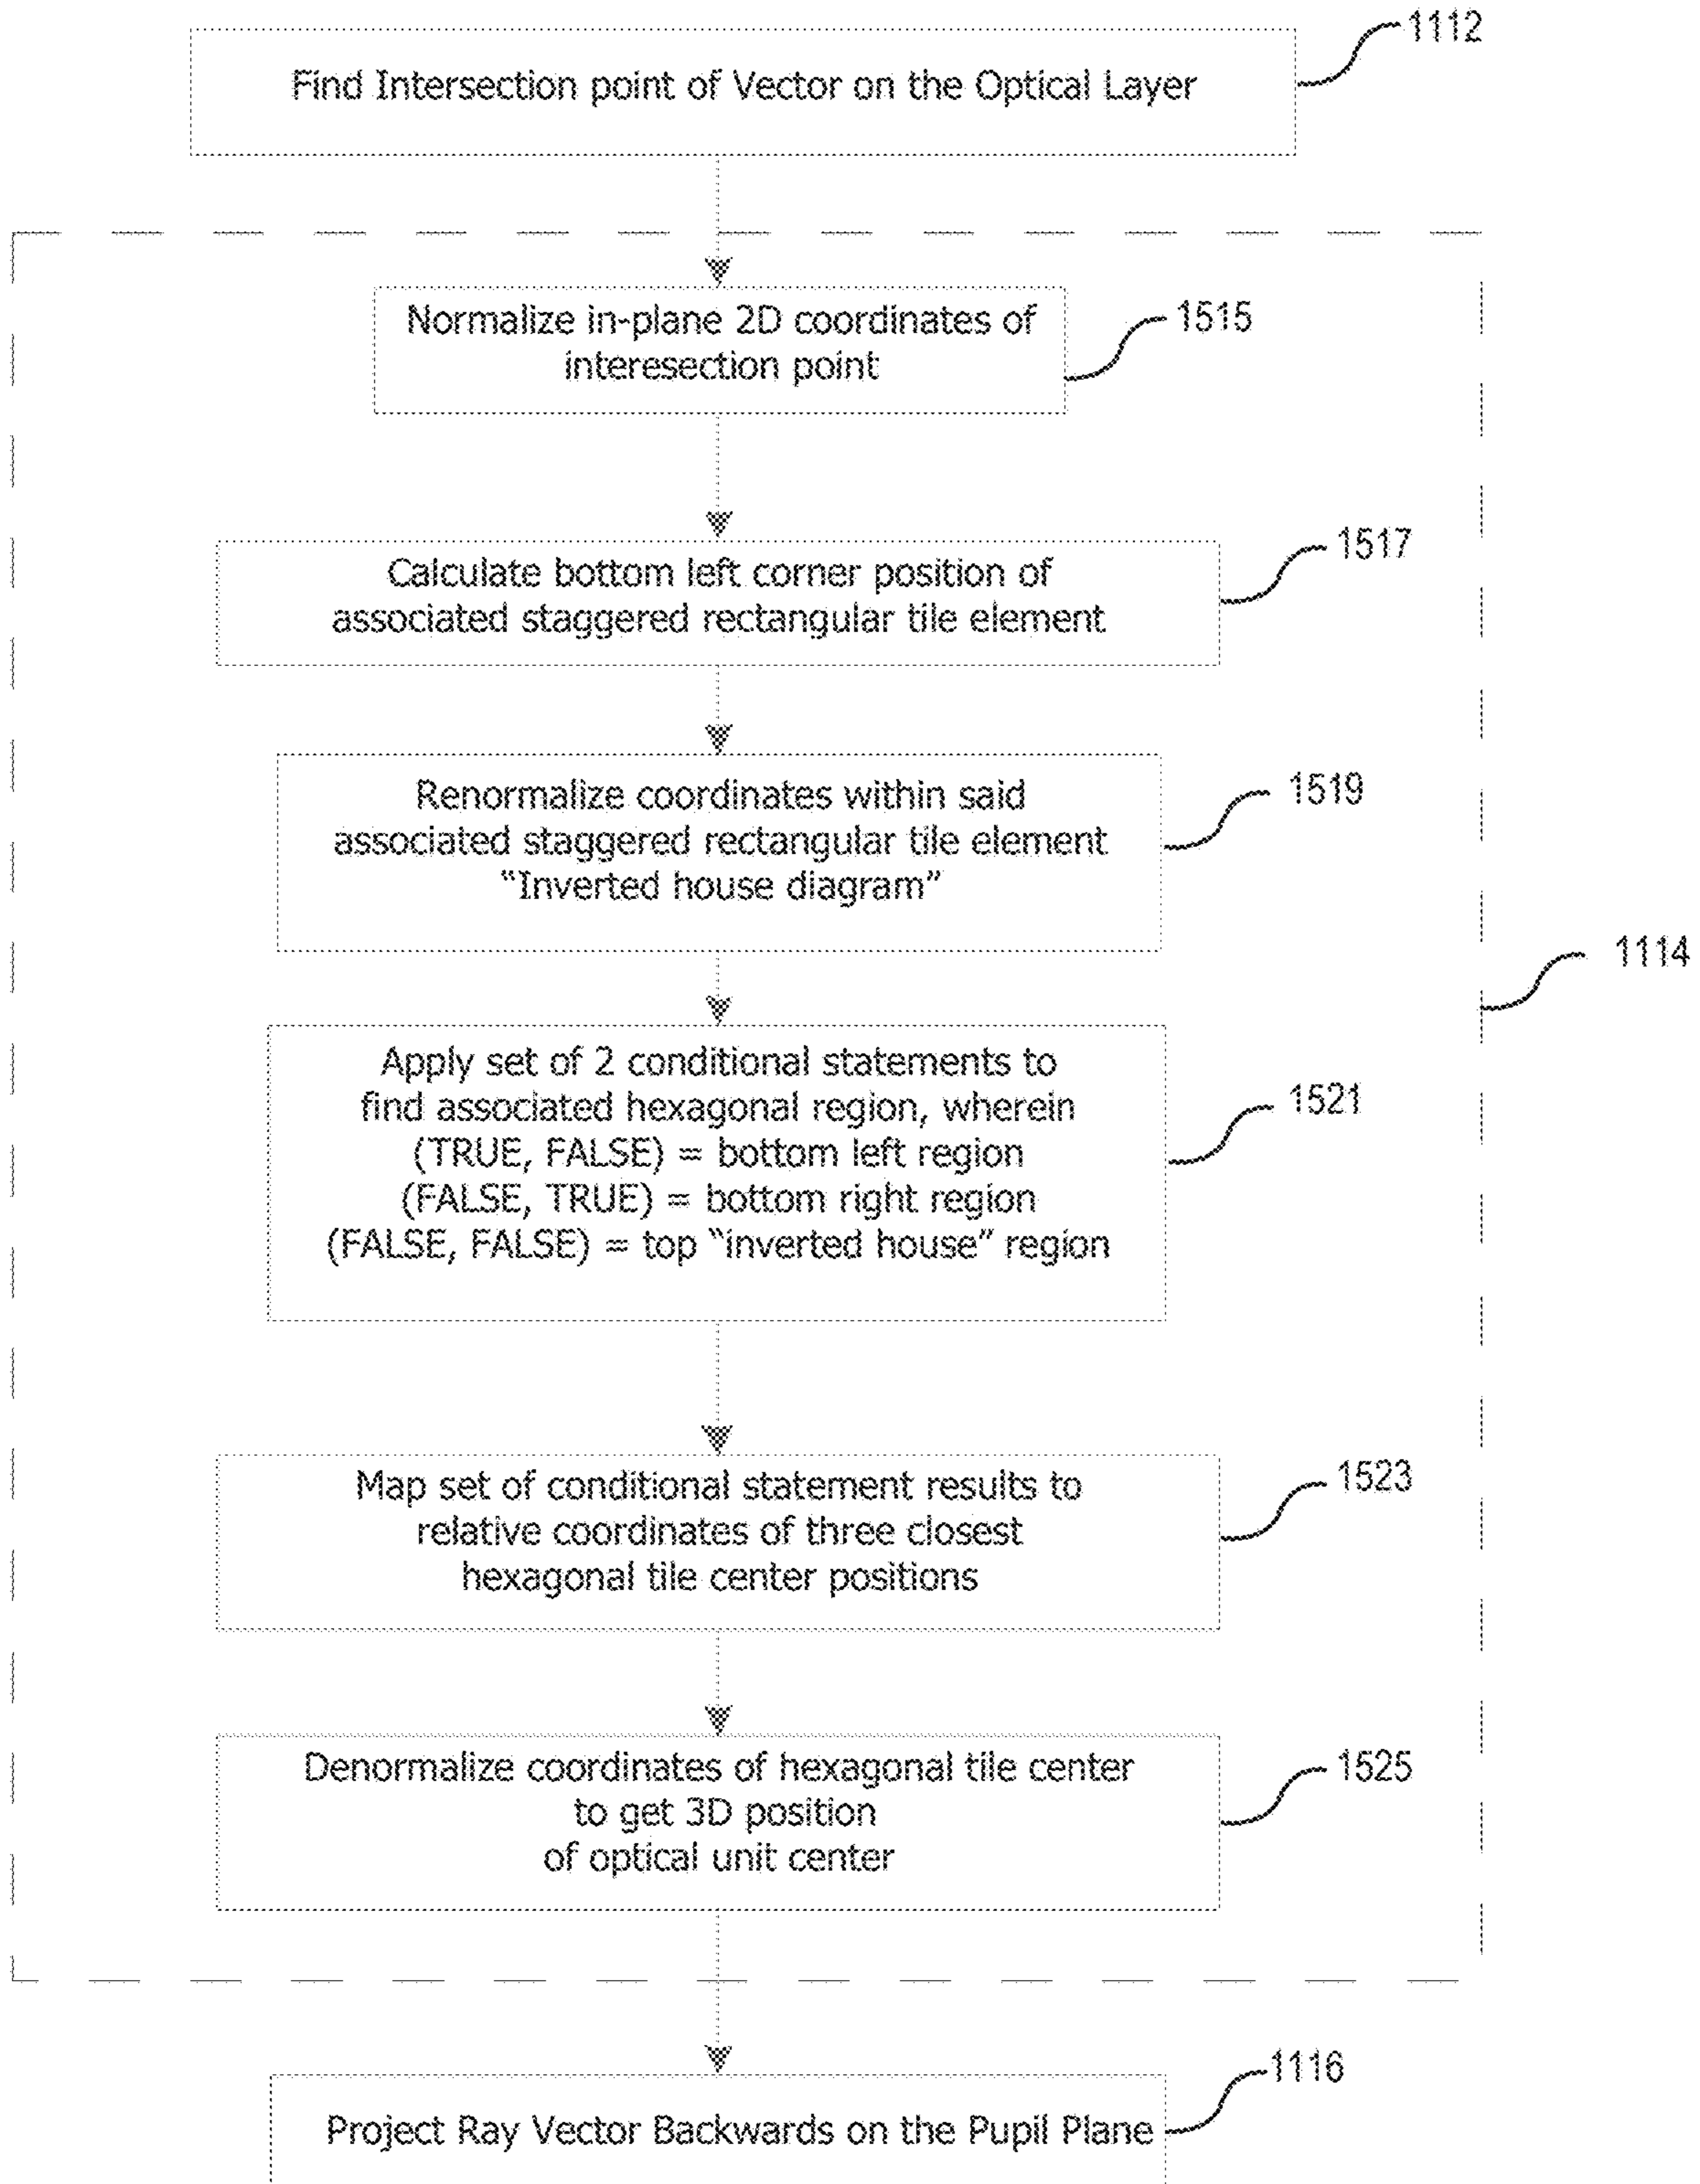 1112
Find Intersection point of Vector on the Optical Layer
Normalize in-plane 2D coordinates of
interesection point
1515
Calculate bottom left corner position of
associated staggered rectangular tile element
1517
Renormalize coordinates within said
associated staggered rectangular tile element
“Inverted house diagram”
1519
1114
Apply set of 2 conditional statements to
find associated hexagonal region, wherein
(TRUE, FALSE) = bottom left region
(FALSE, TRUE) = bottom right region
(FALSE, FALSE) = top “inverted house” region
1521
Map set of conditional statement results to
relative coordinates of three closest
hexagonal tile center positions
1523
Denormalize coordinates of hexagonal tile center
to get 3D position
of optical unit center
1525
1116
Project Ray Vector Backwards on the Pupil Plane